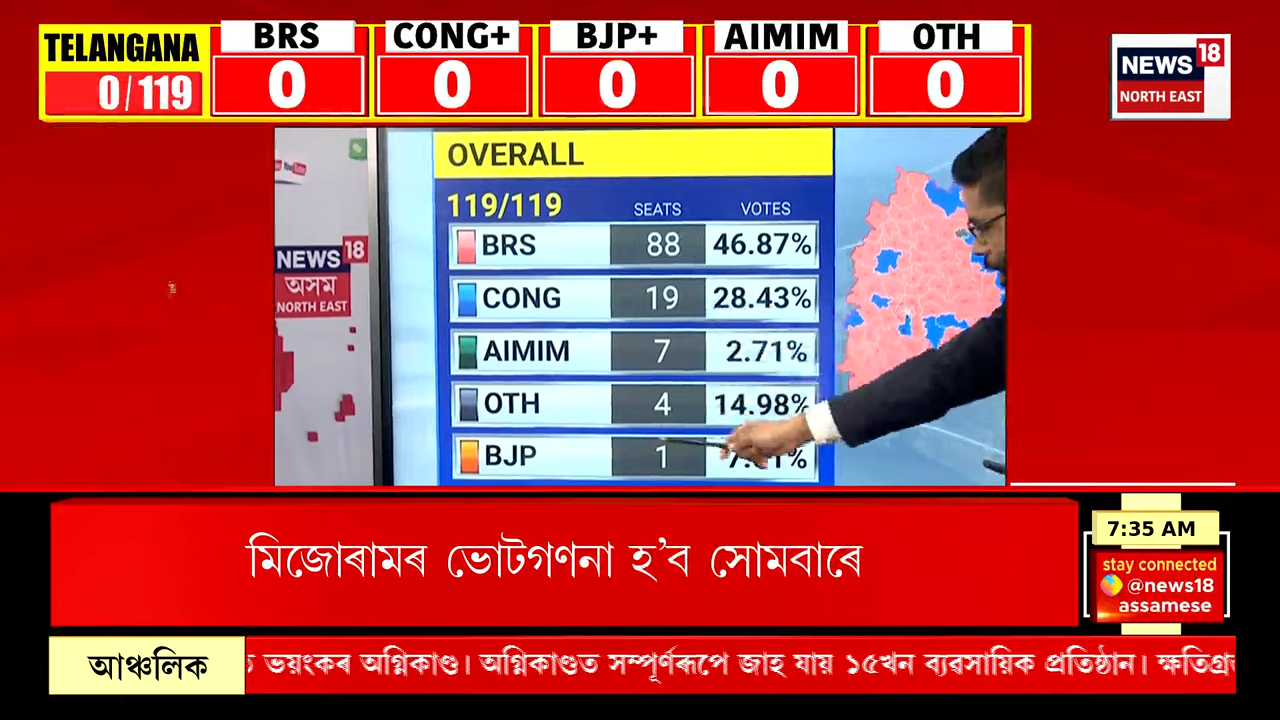 TELANGANA
0/119
BRS
0
CONG+
0
BJP+
0
AIMIM
0
OTH
0
NEWS 18
NORTH EAST
OVERALL
119/119 SEATS VOTES
BRS 88 46.87%
CONG 19 28.43%
AIMIM 7 2.71%
OTH 4 14.98%
BJP 1
NEWS 18
অসম
NORTH EAST
মিজোৰামৰ ভোটগণনা হ'ব সোমবাৰে
7:35 AM
stay connected
@news18
assamese
আঞ্চলিক
ভয়ংকৰ অগ্নিকাণ্ড। অগ্নিকাণ্ডত সম্পূৰ্ণৰূপে জাহ যায় ১৫খন ব্যৱসায়িক প্ৰতিষ্ঠান।